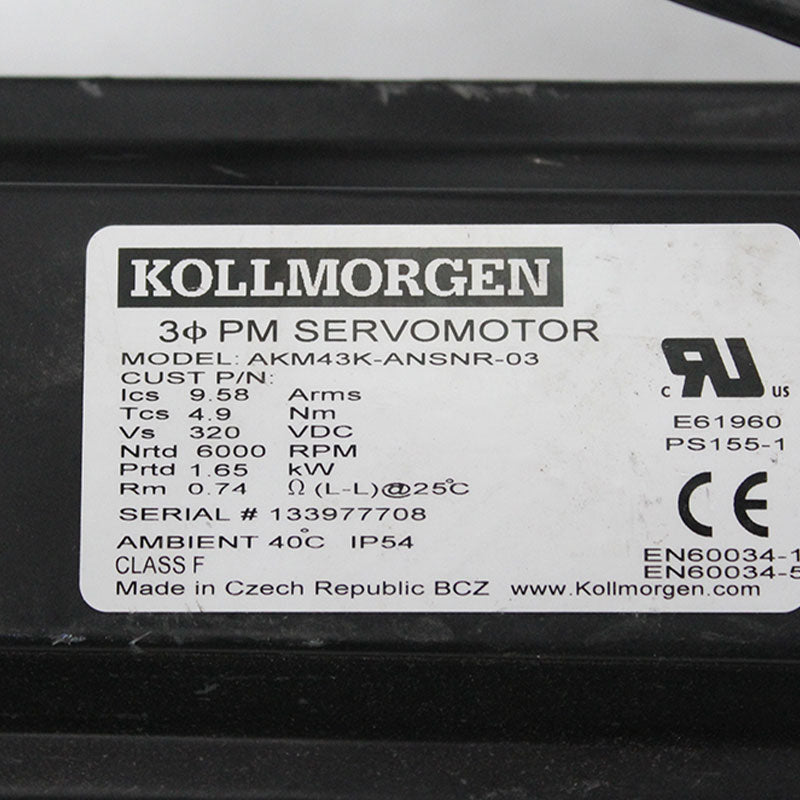 KOLLMORGEN
3ϕ PM SERVOMOTOR
MODEL: AKM43K-ANSNR-03
CUST P/N:
Ics 9.58 Arms
Tcs 4.9 Nm
Vs 320 VDC
Nrtd 6000 RPM
Prtd 1.65 kW
Rm 0.74 Ω (L-L)@25°C
SERIAL # 133977708
AMBIENT 40°C IP54
CLASS F
Made in Czech Republic BCZ www.Kollmorgen.com
c RU us
E61960
PS155-1
CE
EN60034-1
EN60034-5